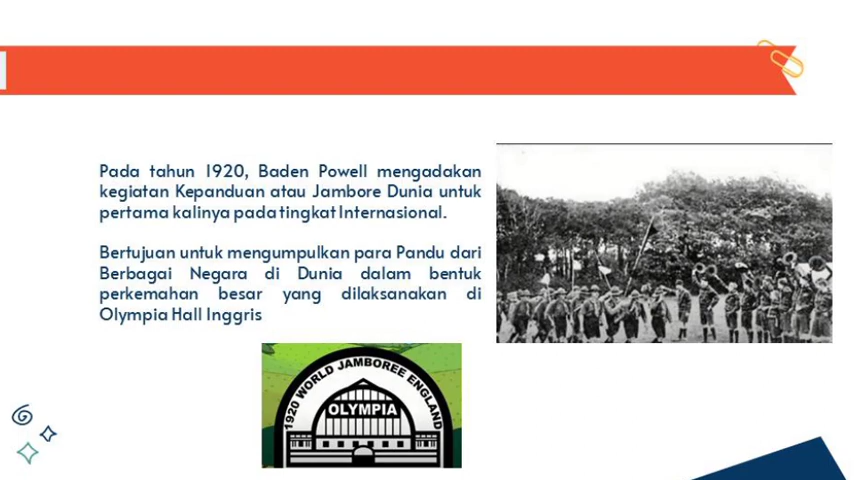 Pada tahun 1920, Baden Powell mengadakan
kegiatan Kepanduan atau Jambore Dunia untuk
pertama kalinya pada tingkat Internasional.
Bertujuan untuk mengumpulkan para Pandu dari
Berbagai Negara di Dunia dalam bentuk
perkemahan besar yang dilaksanakan di
Olympia Hall Inggris
1920 WORLD JAMBOREE ENGLAND
OLYMPIA